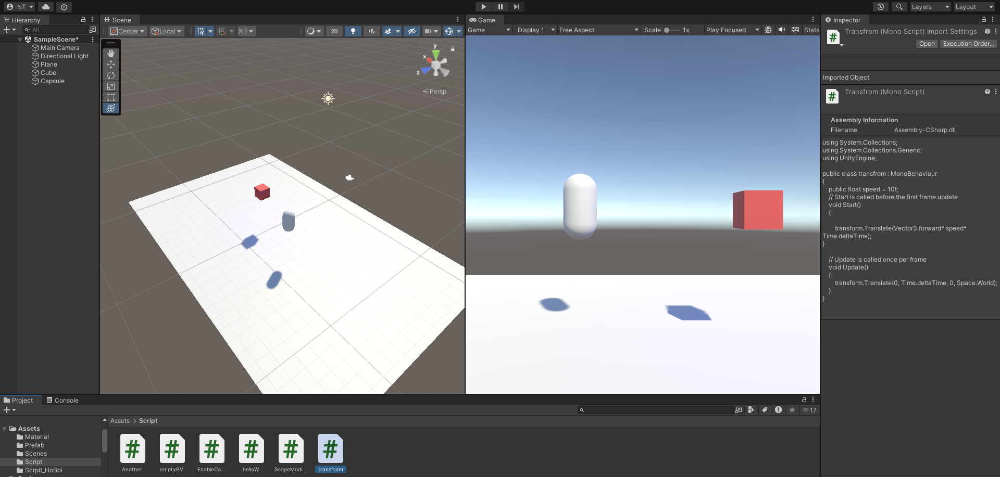 NT
Layers
Layout
Hierarchy
All
SampleScene*
Main Camera
Directional Light
Plane
Cube
Capsule
Scene
Center
Local
2D
y
x
z
Persp
Game
Game
Display 1
Free Aspect
Scale
1x
Play Focused
Stats
Inspector
Transfrom (Mono Script) Import Settings
Open
Execution Order...
Imported Object
Transfrom (Mono Script)
Assembly Information
Filename
Assembly-CSharp.dll
using System.Collections;
using System.Collections.Generic;
using UnityEngine;
public class transfrom : MonoBehaviour
{
public float speed = 10f;
// Start is called before the first frame update
void Start()
{
transform.Translate(Vector3.forward* speed*
Time.deltaTime);
}
// Update is called once per frame
void Update()
{
transform.Translate(0, Time.deltaTime, 0, Space.World);
}
}
Project
Console
17
Assets
Material
Prefab
Scenes
Script
Scrpit_HoBoi
Assets > Script
Another
emptyBV
EnableCo...
helloW
ScopeModi...
transfrom